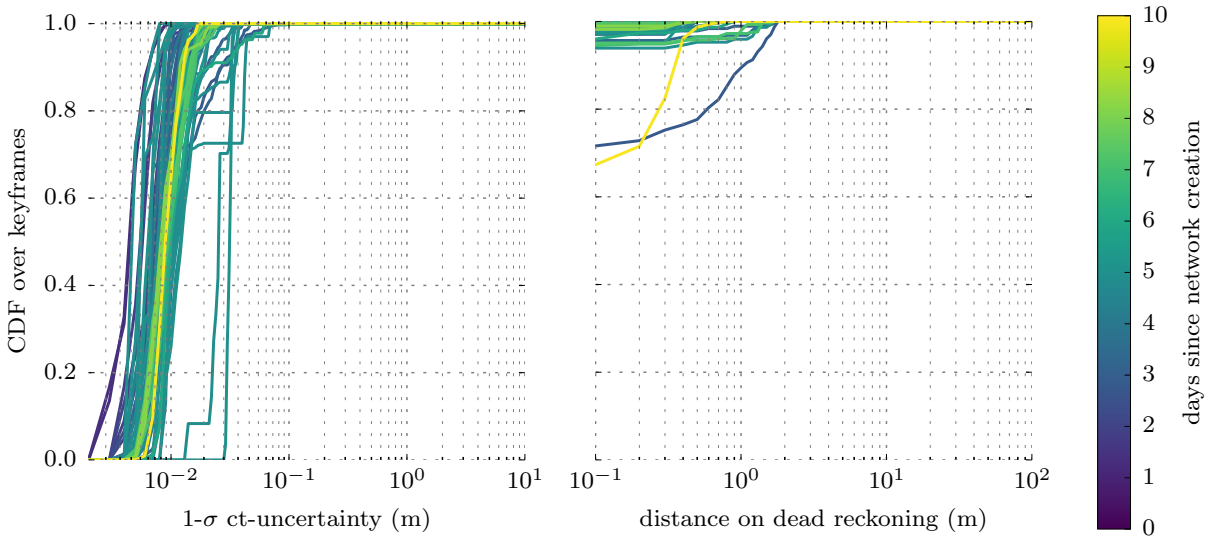 CDF over keyframes
1.0
0.8
0.6
0.4
0.2
0.0
10⁻² 10⁻¹ 10⁰ 10¹
1-σ ct-uncertainty (m)
10⁻¹ 10⁰ 10¹ 10²
distance on dead reckoning (m)
10
9
8
7
6
5
4
3
2
1
0
days since network creation